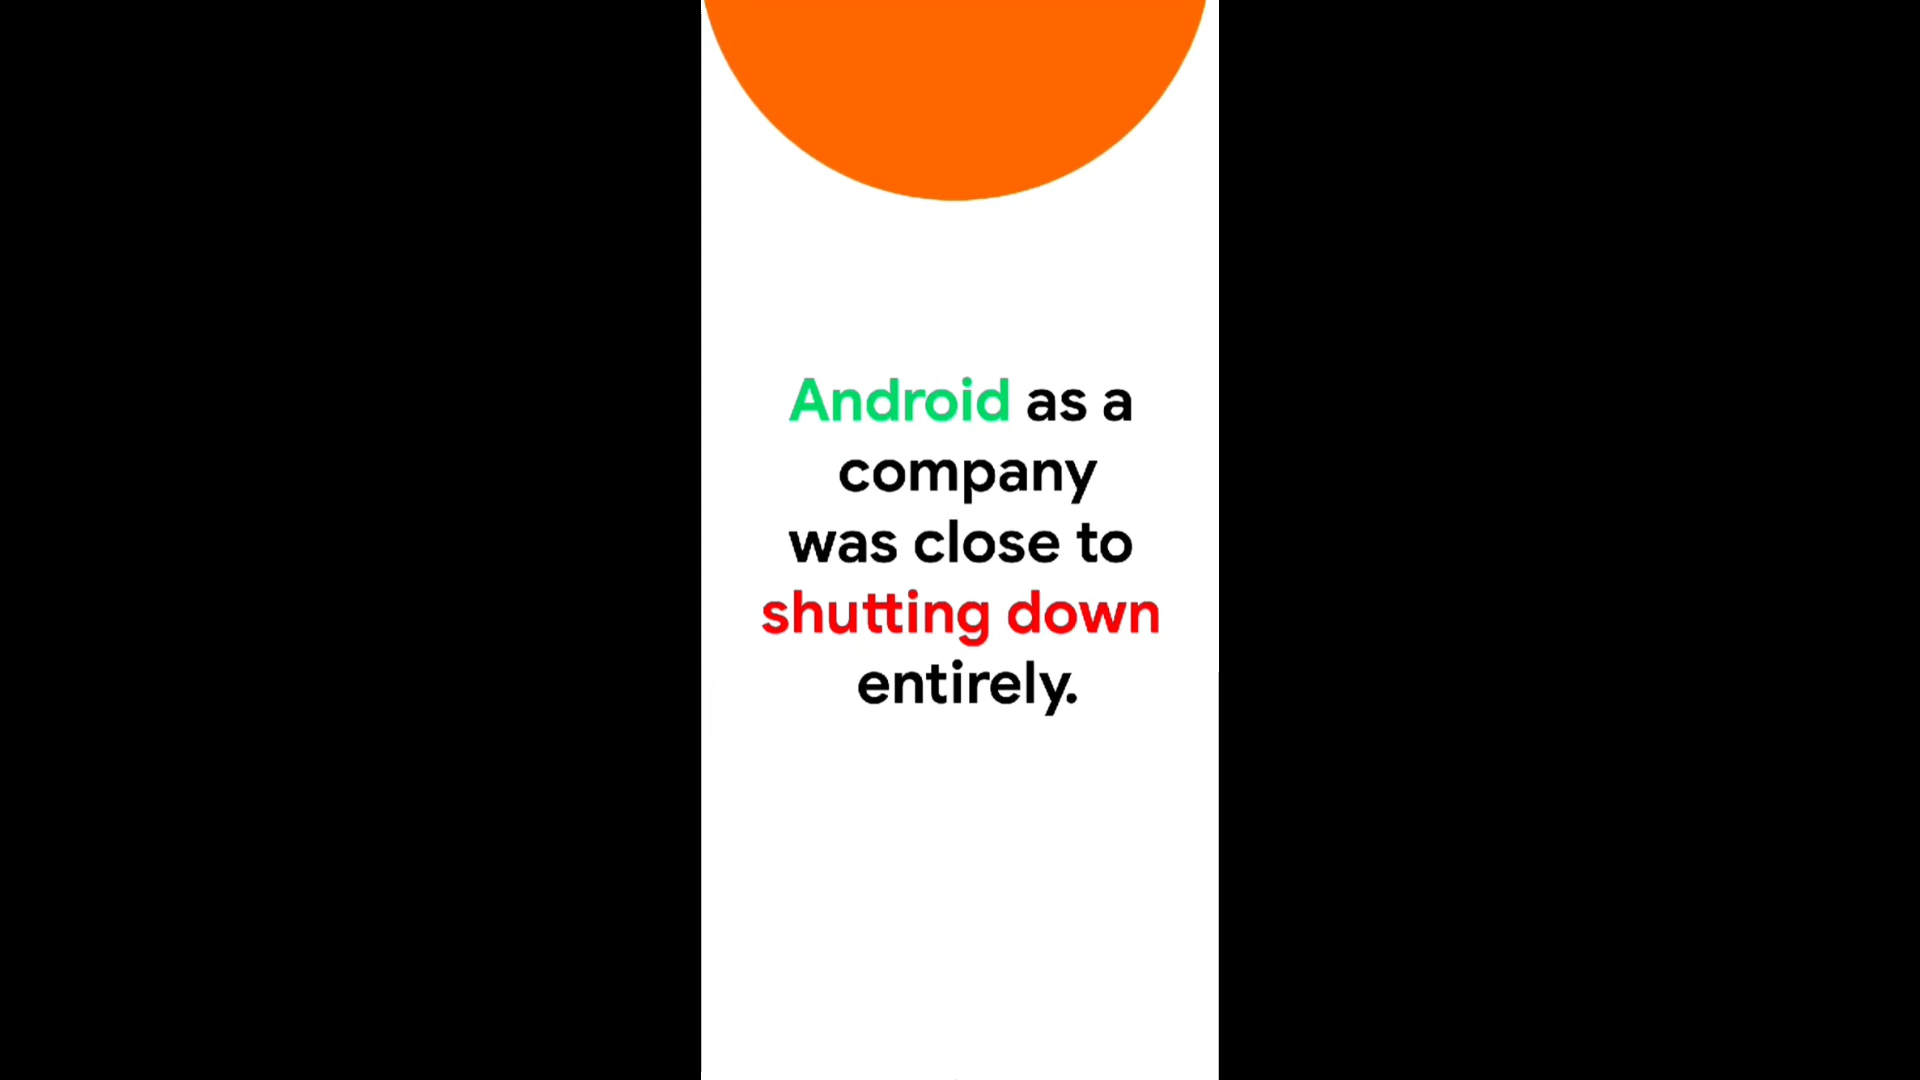 Android as a
company
was close to
shutting down
entirely.